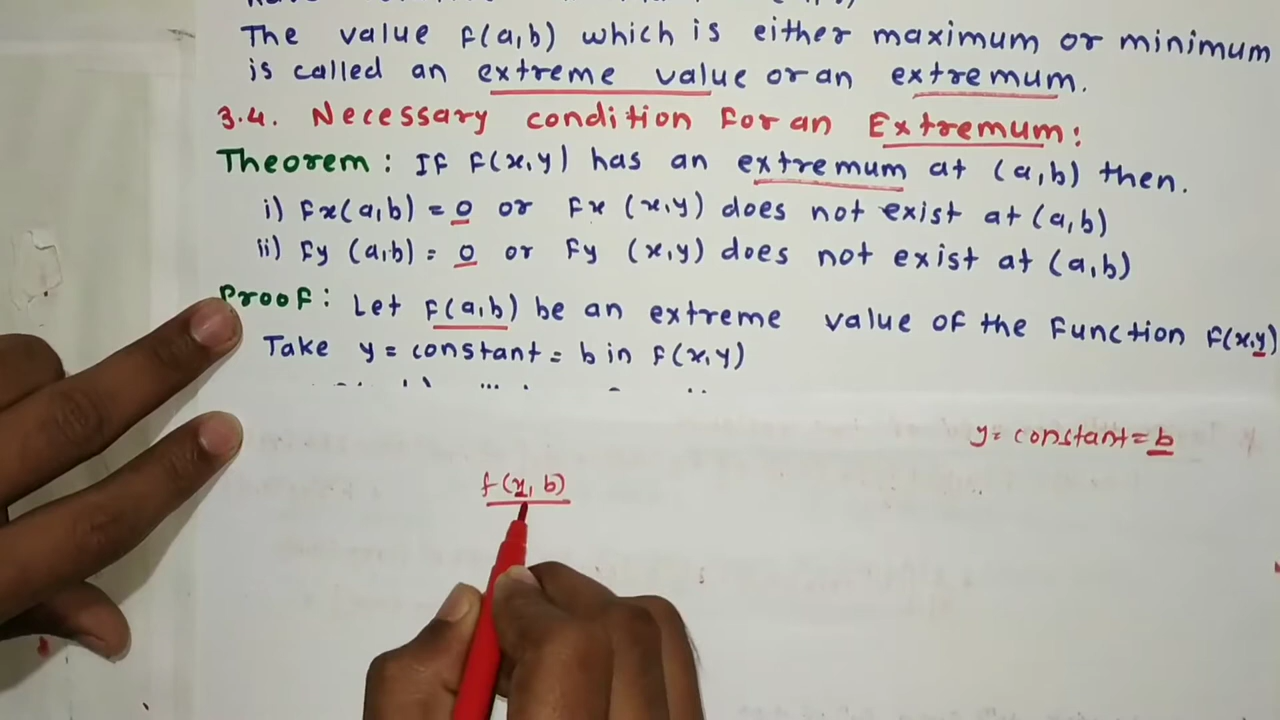 The value f(a,b) which is either maximum or minimum
is called an extreme value or an extremum.
3.4. Necessary condition for an Extremum:
Theorem: If f(x,y) has an extremum at (a,b) then.
i) fx(a,b) = 0 or fx (x,y) does not exist at (a,b)
ii) fy (a,b) = 0 or fy (x,y) does not exist at (a,b)
Proof: Let f(a,b) be an extreme value of the function f(x,y)
Take y = constant = b in f(x,y)
y = constant = b
f(x, b)